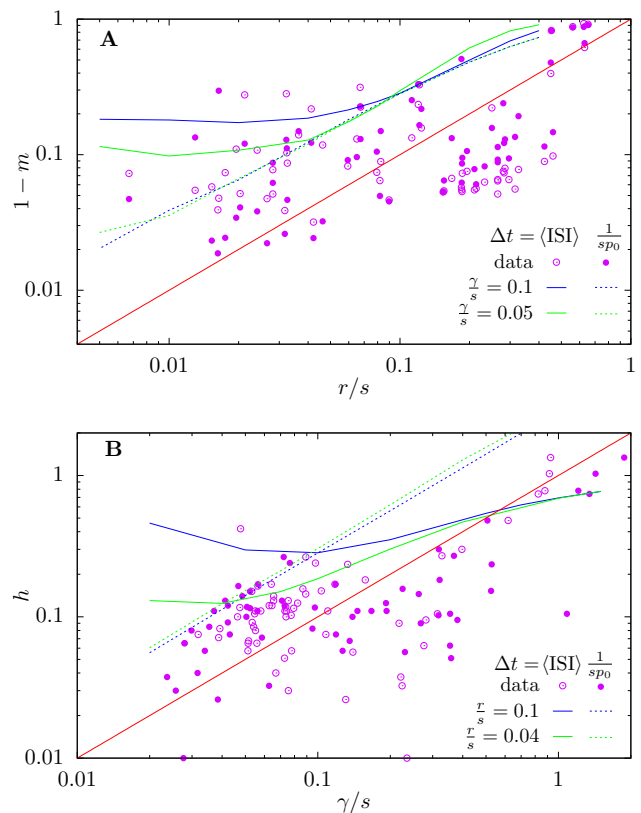 A
1
0.1
0.01
1 − m
Δt = ⟨ISI⟩ 1/(sp₀)
data
γ/s = 0.1
γ/s = 0.05
0.01 0.1 1
r/s
B
1
0.1
0.01
h
Δt = ⟨ISI⟩ 1/(sp₀)
data
r/s = 0.1
r/s = 0.04
0.01 0.1 1
γ/s